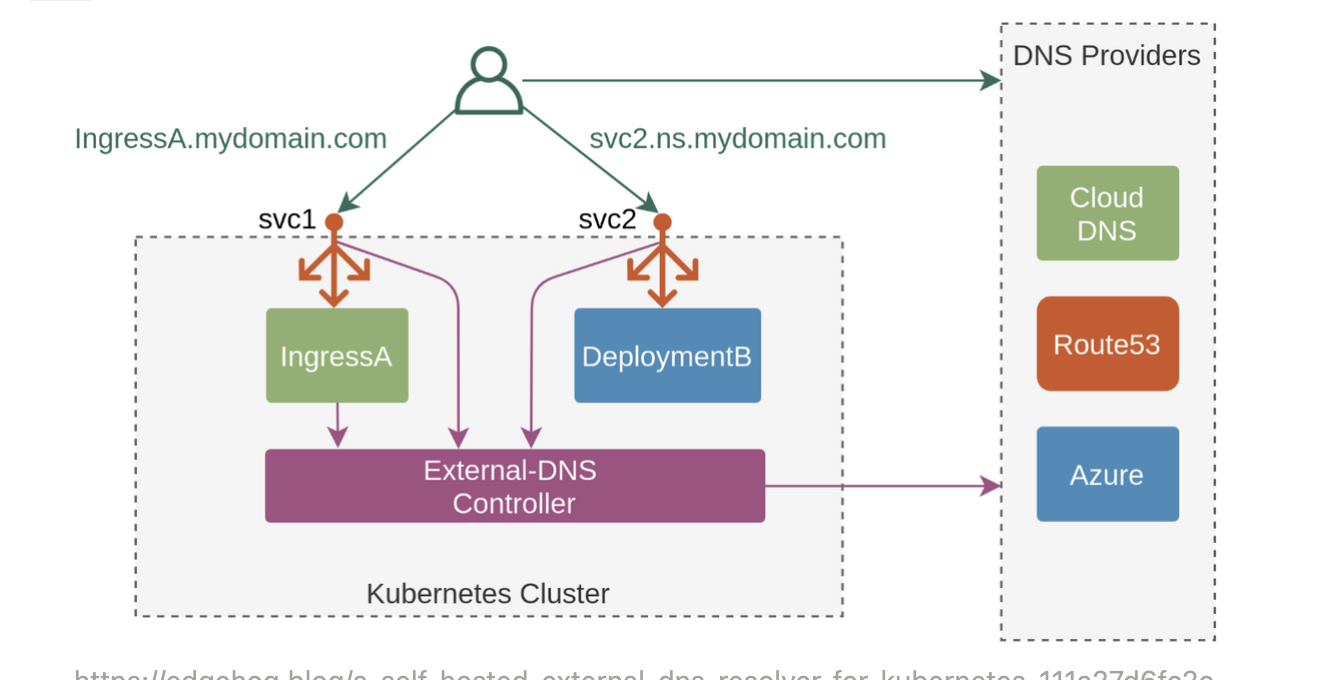 DNS Providers
IngressA.mydomain.com
svc2.ns.mydomain.com
svc1
svc2
Cloud
DNS
IngressA
DeploymentB
Route53
External-DNS
Controller
Azure
Kubernetes Cluster